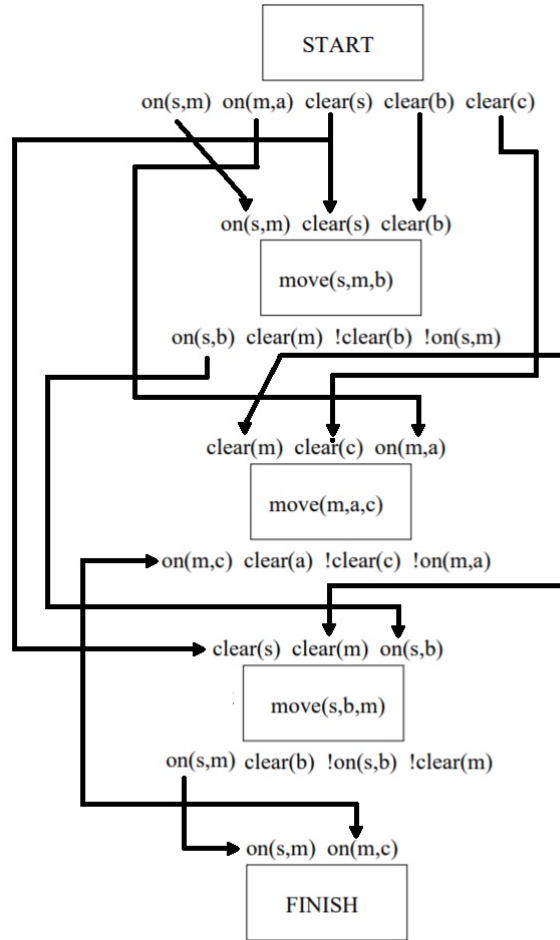 START
on(s,m) on(m,a) clear(s) clear(b) clear(c)
on(s,m) clear(s) clear(b)
move(s,m,b)
on(s,b) clear(m) !clear(b) !on(s,m)
clear(m) clear(c) on(m,a)
move(m,a,c)
on(m,c) clear(a) !clear(c) !on(m,a)
clear(s) clear(m) on(s,b)
move(s,b,m)
on(s,m) clear(b) !on(s,b) !clear(m)
on(s,m) on(m,c)
FINISH